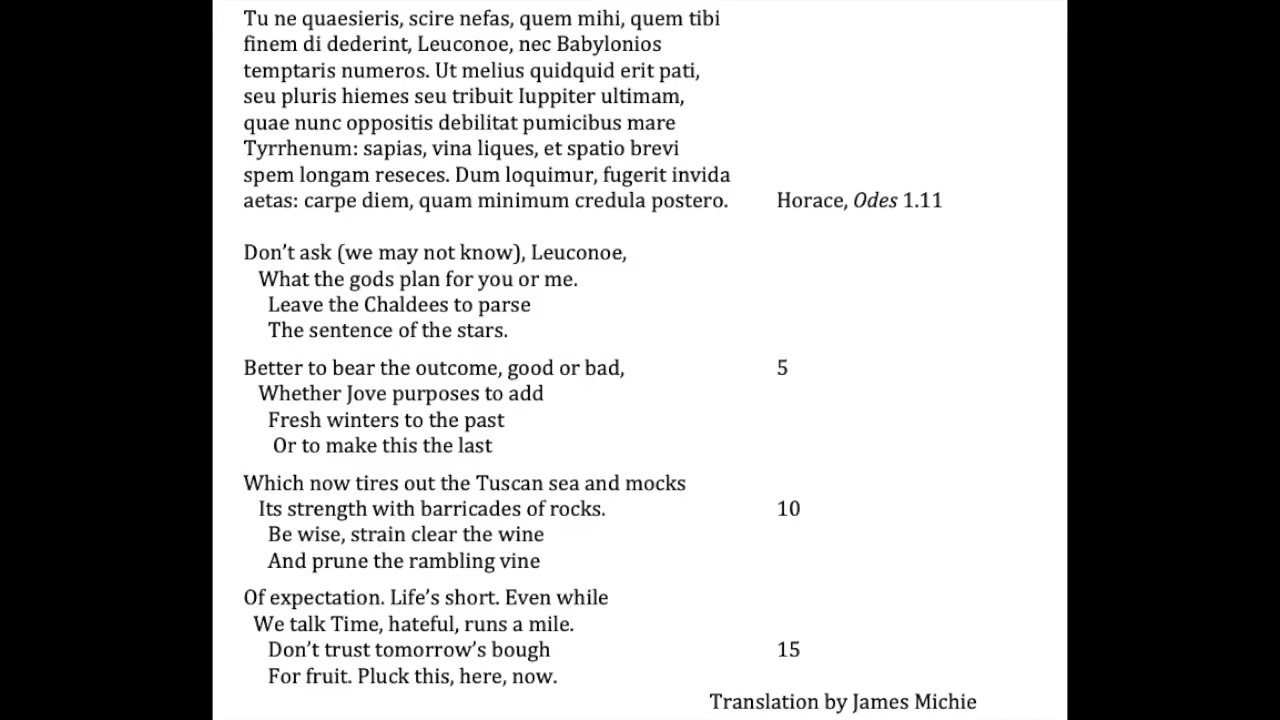 Tu ne quaesieris, scire nefas, quem mihi, quem tibi
finem di dederint, Leuconoe, nec Babylonios
temptaris numeros. Ut melius quidquid erit pati,
seu pluris hiemes seu tribuit Iuppiter ultimam,
quae nunc oppositis debilitat pumicibus mare
Tyrrhenum: sapias, vina liques, et spatio brevi
spem longam reseces. Dum loquimur, fugerit invida
aetas: carpe diem, quam minimum credula postero. Horace, Odes 1.11
Don't ask (we may not know), Leuconoe,
What the gods plan for you or me.
Leave the Chaldees to parse
The sentence of the stars.
Better to bear the outcome, good or bad, 5
Whether Jove purposes to add
Fresh winters to the past
Or to make this the last
Which now tires out the Tuscan sea and mocks
Its strength with barricades of rocks. 10
Be wise, strain clear the wine
And prune the rambling vine
Of expectation. Life's short. Even while
We talk Time, hateful, runs a mile.
Don't trust tomorrow's bough 15
For fruit. Pluck this, here, now.
Translation by James Michie